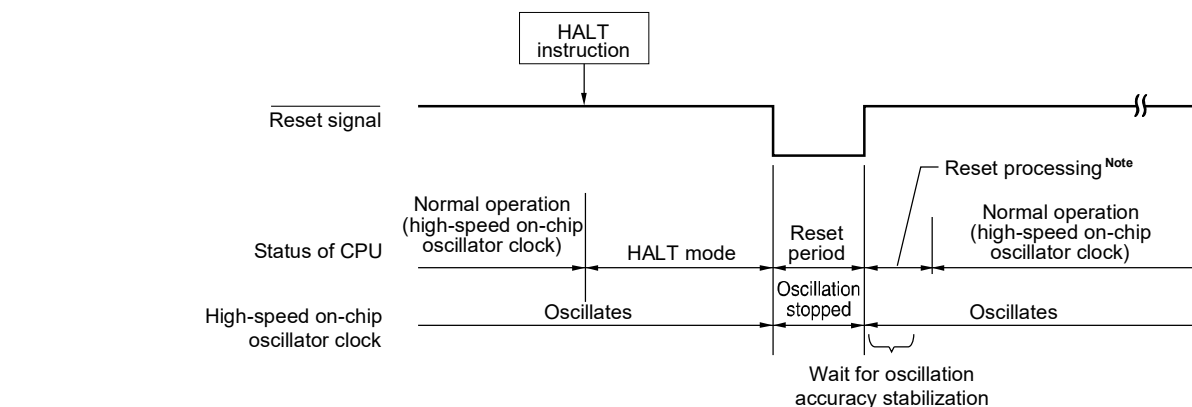 HALT
instruction
Reset signal
Reset processing Note
Normal operation
(high-speed on-chip
oscillator clock)
Normal operation
(high-speed on-chip
oscillator clock)
Status of CPU
HALT mode
Reset
period
Oscillation
stopped
High-speed on-chip
oscillator clock
Oscillates
Oscillates
Wait for oscillation
accuracy stabilization